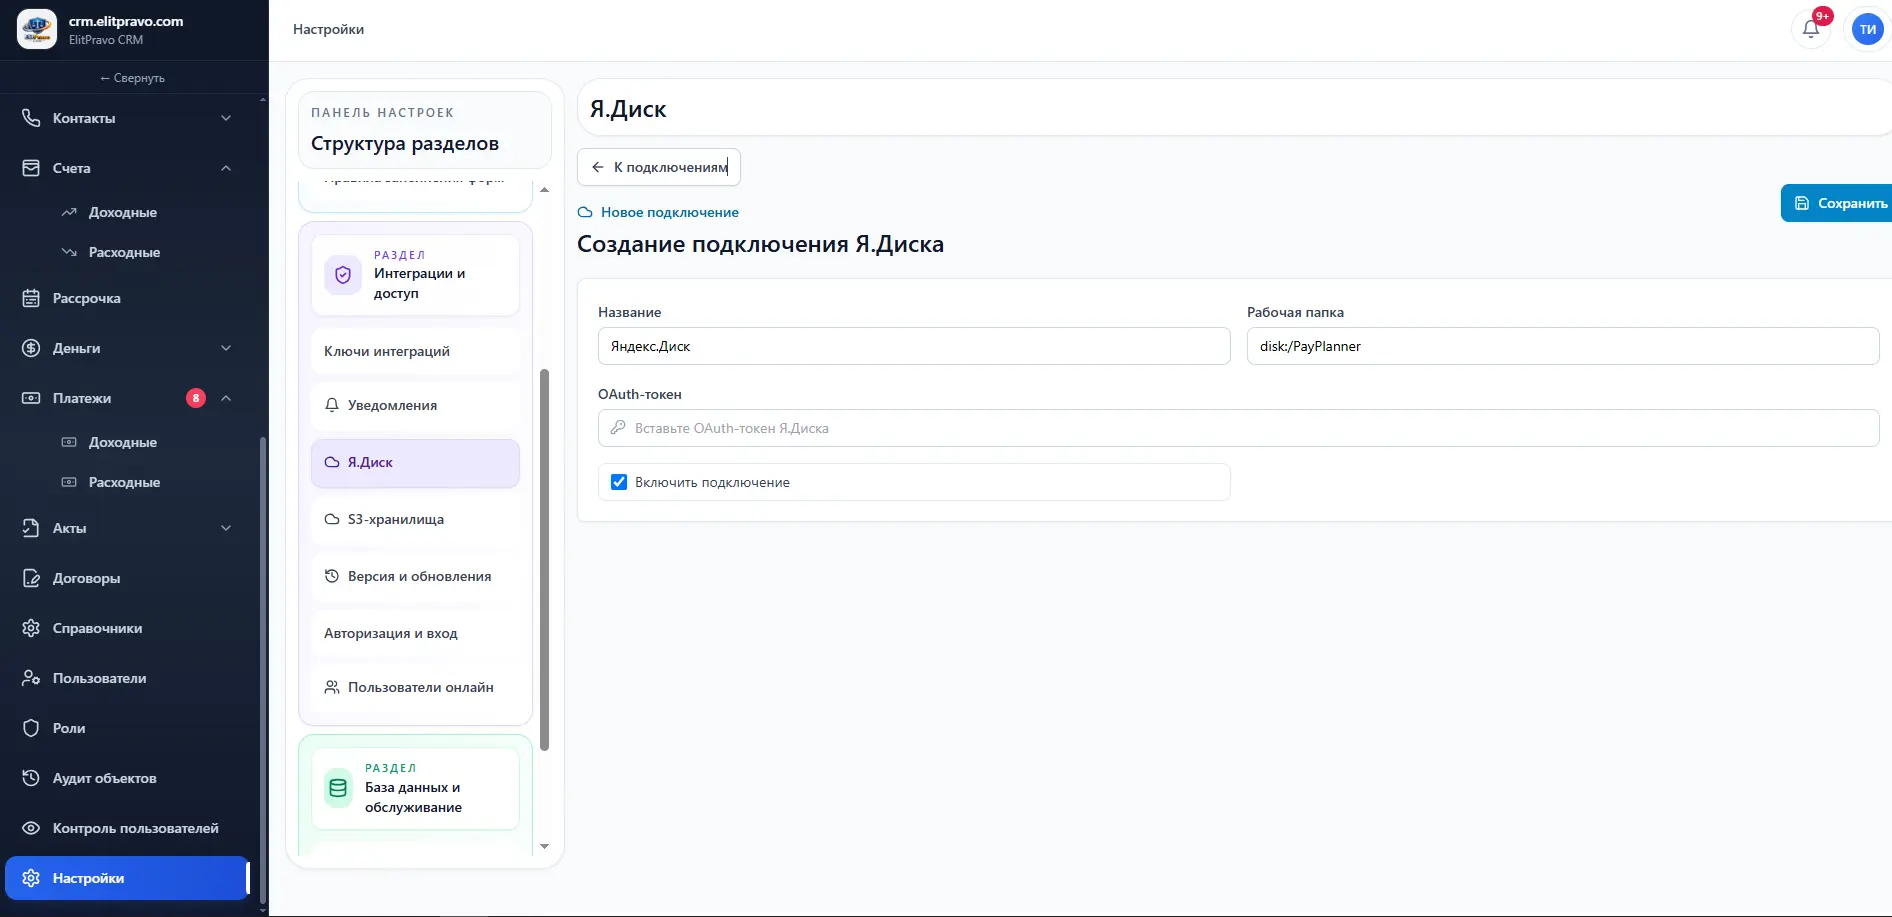 crm.elitpravo.com
ElitPravo CRM
← Свернуть
Контакты
Счета
Доходные
Расходные
Рассрочка
Деньги
Платежи 8
Доходные
Расходные
Акты
Договоры
Справочники
Пользователи
Роли
Аудит объектов
Контроль пользователей
Настройки
Настройки
9+
ТИ
ПАНЕЛЬ НАСТРОЕК
Структура разделов
РАЗДЕЛ
Интеграции и
доступ
Ключи интеграций
Уведомления
Я.Диск
S3-хранилища
Версия и обновления
Авторизация и вход
Пользователи онлайн
РАЗДЕЛ
База данных и
обслуживание
Я.Диск
← К подключениям
Новое подключение
Создание подключения Я.Диска
Сохранить
Название
Яндекс.Диск
Рабочая папка
disk:/PayPlanner
OAuth-токен
Вставьте OAuth-токен Я.Диска
Включить подключение